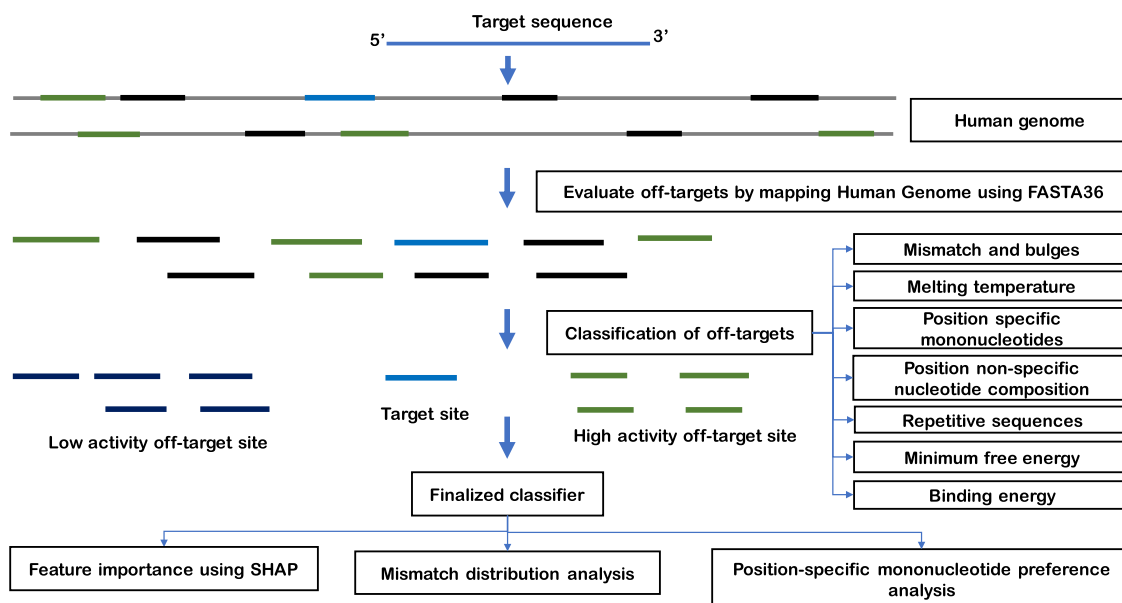 Target sequence
5’
3’
Human genome
Evaluate off-targets by mapping Human Genome using FASTA36
Mismatch and bulges
Melting temperature
Classification of off-targets
Position specific
mononucleotides
Position non-specific
nucleotide composition
Repetitive sequences
Minimum free energy
Binding energy
Low activity off-target site
Target site
High activity off-target site
Finalized classifier
Feature importance using SHAP
Mismatch distribution analysis
Position-specific mononucleotide preference
analysis